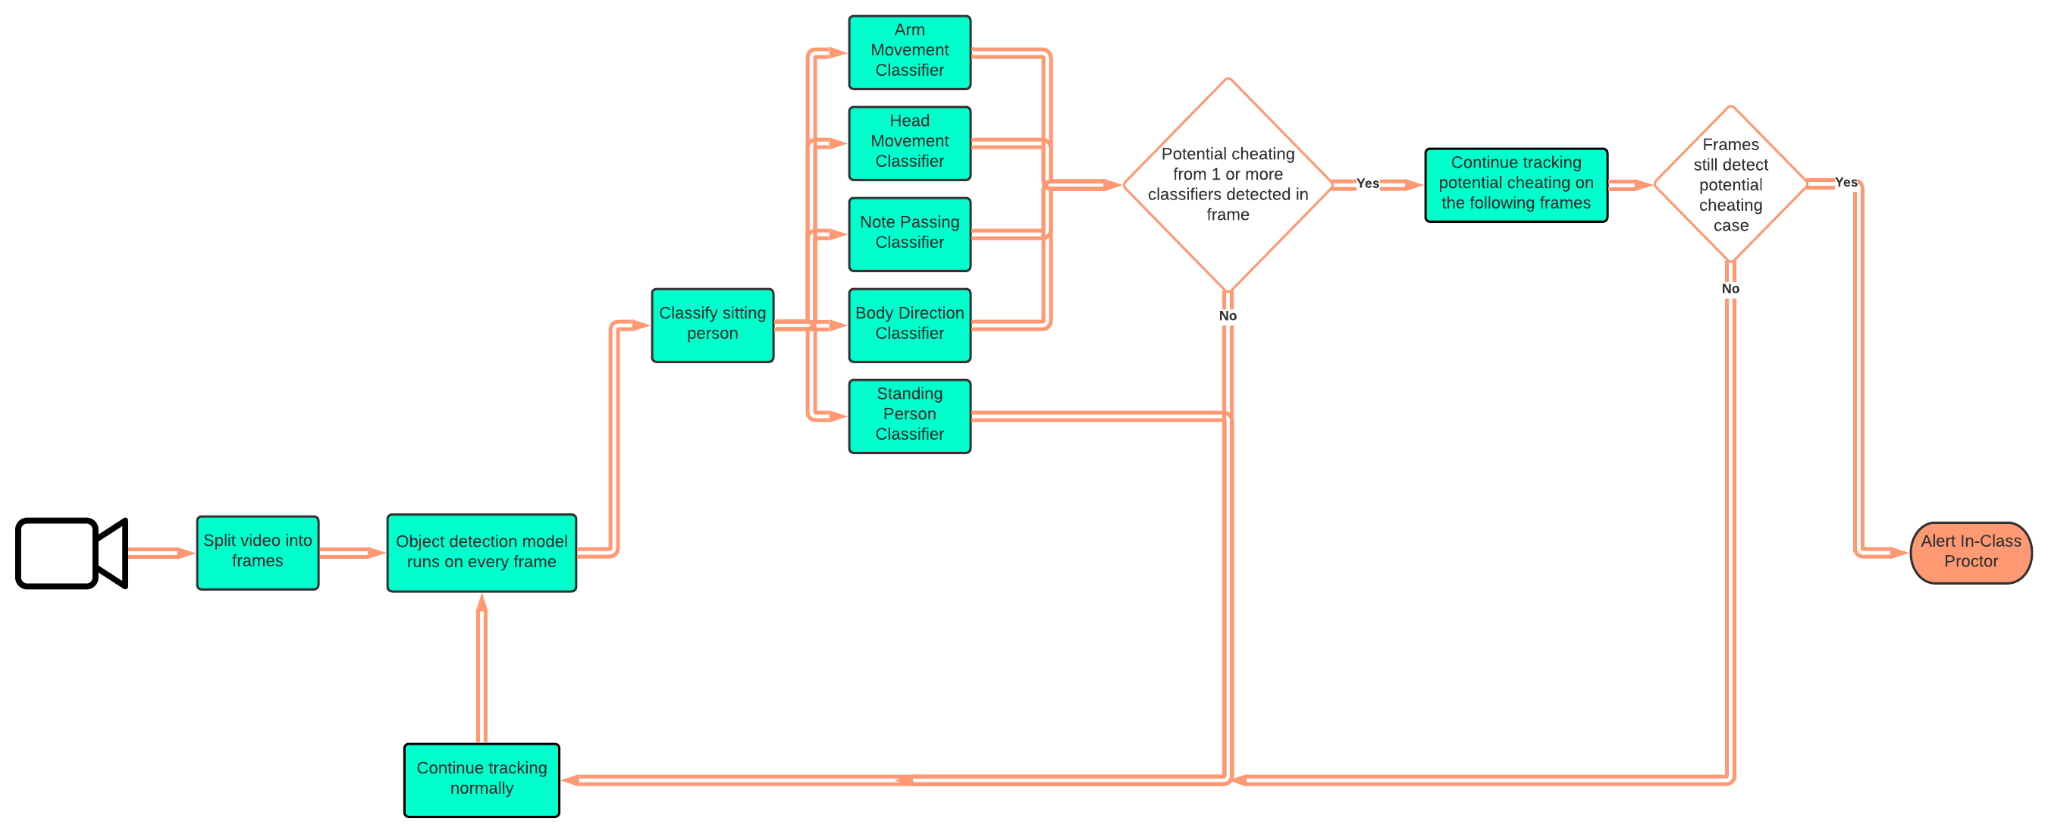 Arm
Movement
Classifier
Head
Movement
Classifier
Note Passing
Classifier
Body Direction
Classifier
Standing
Person
Classifier
Classify sitting
person
Split video into
frames
Object detection model
runs on every frame
Continue tracking
normally
Potential cheating
from 1 or more
classifiers detected in
frame
Yes
No
Continue tracking
potential cheating on
the following frames
Frames
still detect
potential
cheating
case
Yes
No
Alert In-Class
Proctor